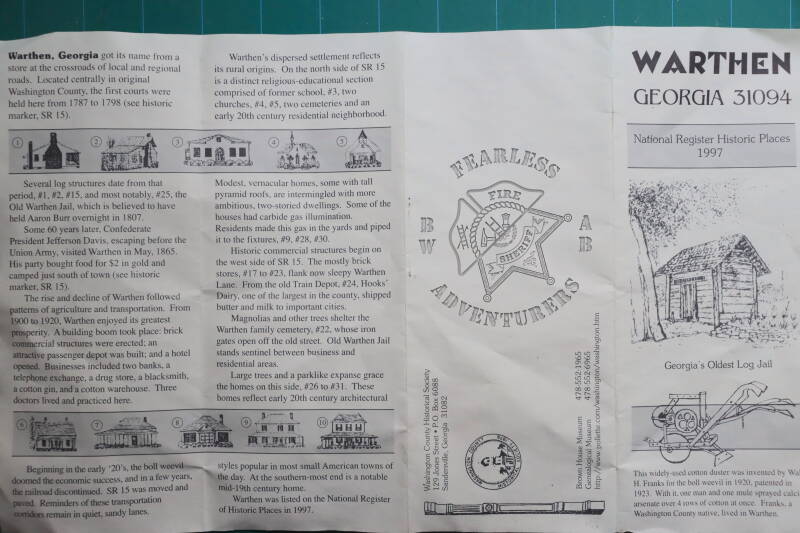 Warthen, Georgia got its name from a
store at the crossroads of local and regional
roads. Located centrally in original
Washington County, the first courts were
held here from 1787 to 1798 (see historic
marker, SR 15).
1 2 3 4 5
Several log structures date from that
period, #1, #2, #15, and most notably, #25, the
Old Warthen Jail, which is believed to have
held Aaron Burr overnight in 1807.
Some 60 years later, Confederate
President Jefferson Davis, escaping before the
Union Army, visited Warthen in May, 1865.
His party bought food for $2 in gold and
camped just south of town (see historic
marker, SR 15).
The rise and decline of Warthen followed
patterns of agriculture and transportation. From
1900 to 1920, Warthen enjoyed its greatest
prosperity. A building boom took place: brick
commercial structures were erected; an
attractive passenger depot was built; and a hotel
opened. Businesses included two banks, a
telephone exchange, a drug store, a blacksmith,
a cotton gin, and a cotton warehouse. Three
doctors lived and practiced here.
6 7 8 9 10
Beginning in the early '20's, the boll weevil
doomed the economic success, and in a few years,
the railroad discontinued. SR 15 was moved and
paved. Reminders of these transportation
corridors remain in quiet, sandy lanes.
Warthen's dispersed settlement reflects
its rural origins. On the north side of SR 15
is a distinct religious-educational section
comprised of former school, #3, two
churches, #4, #5, two cemeteries and an
early 20th century residential neighborhood.
Modest, vernacular homes, some with tall
pyramid roofs, are intermingled with more
ambitious, two-storied dwellings. Some of the
houses had carbide gas illumination.
Residents made this gas in the yards and piped
it to the fixtures, #9, #28, #30.
Historic commercial structures begin on
the west side of SR 15. The mostly brick
stores, #17 to #23, flank now sleepy Warthen
Lane. From the old Train Depot, #24, Hooks'
Dairy, one of the largest in the county, shipped
butter and milk to important cities.
Magnolias and other trees shelter the
Warthen family cemetery, #22, whose iron
gates open off the old street. Old Warthen Jail
stands sentinel between business and
residential areas.
Large trees and a parklike expanse grace
the homes on this side, #26 to #31. These
homes reflect early 20th century architectural
styles popular in most small American towns of
the day. At the southern-most end is a notable
mid-19th home.
Warthen was listed on the National Register
of Historic Places in 1997.
FEARLESS
FIRE
SHERIFF
B W
A B
ADVENTURERS
Washington County Historical Society
129 Jones Street • P.O. Box 6088
Sandersville, Georgia 31082
Brown House Museum 478-552-1965
Genealogical Museum 478-552-6965
WARTHEN
GEORGIA 31094
National Register Historic Places
1997
Georgia's Oldest Log Jail
This widely-used cotton duster was invented by Wa
H. Franks for the boll weevil in 1920, patented in
1923. With it, one man and one mule sprayed calci
arsenate over 4 rows of cotton at once. Franks, a
Washington County native, lived in Warthen.